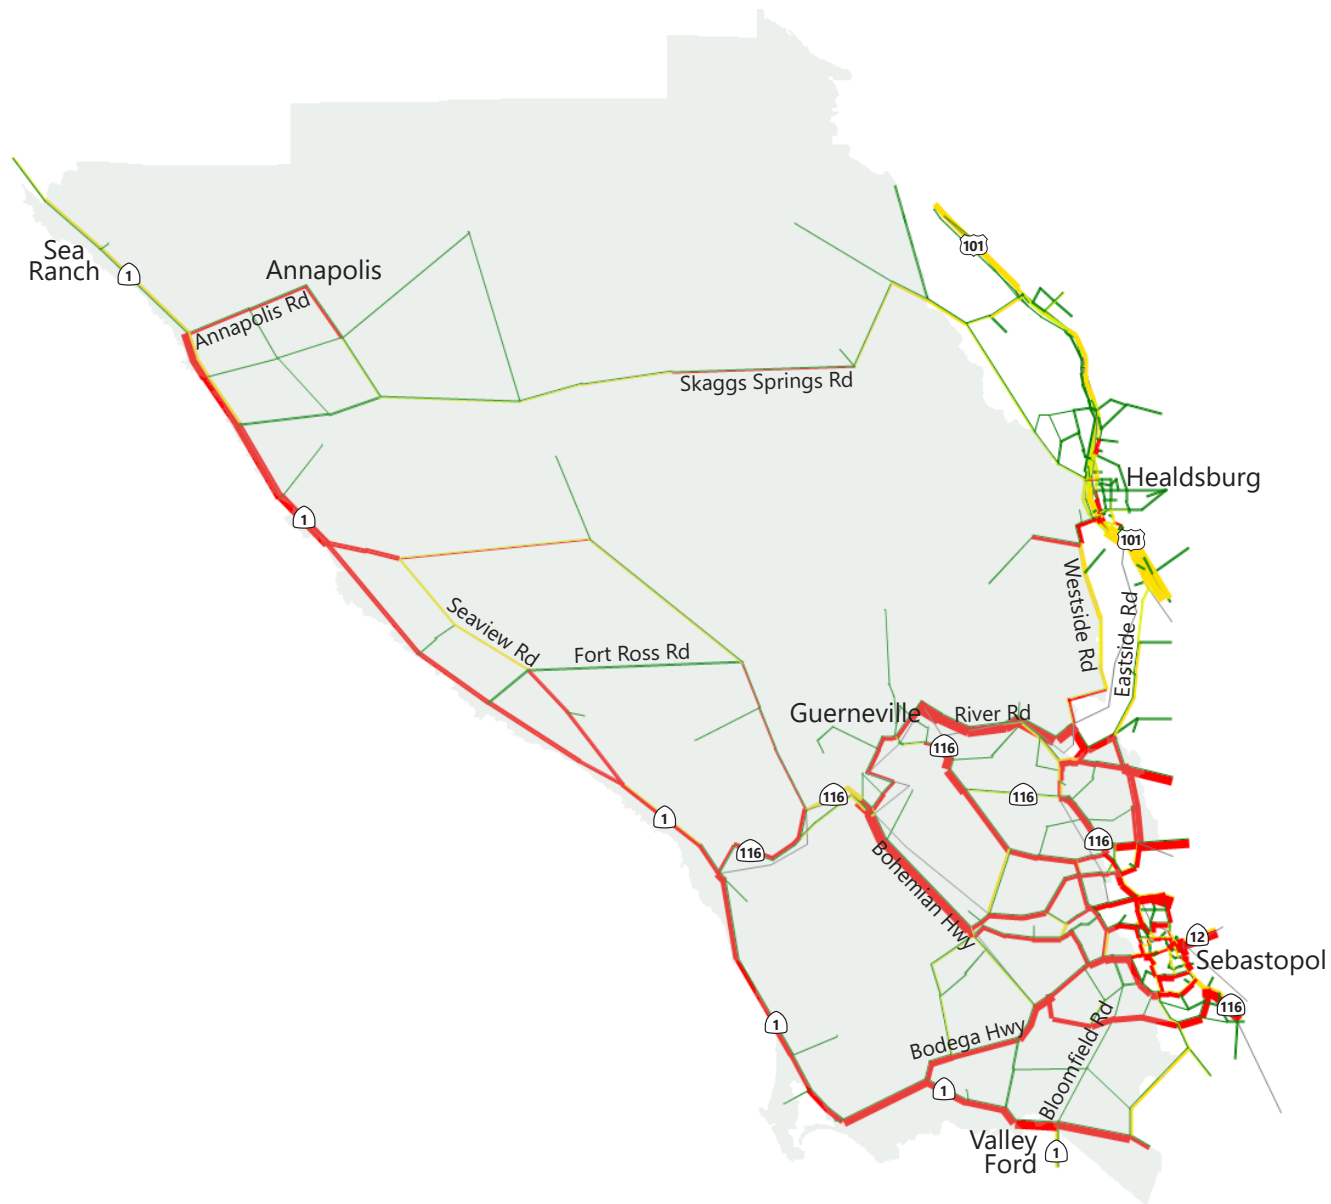 101
Sea
Ranch
1
Annapolis
Annapolis Rd
Skaggs Springs Rd
Healdsburg
1
101
Westside Rd
Eastside Rd
Seaview Rd
Fort Ross Rd
Guerneville
River Rd
116
116
116
1
116
116
Bohemian Hwy
12
Sebastopol
116
1
Bodega Hwy
Bloomfield Rd
1
Valley
Ford
1